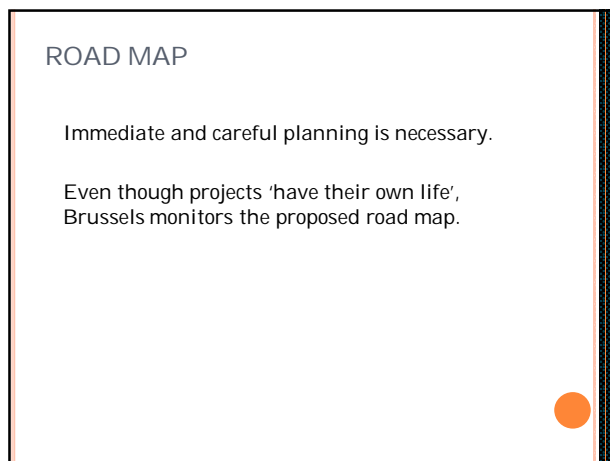 ROAD MAP
Immediate and careful planning is necessary.
Even though projects ‘have their own life’,
Brussels monitors the proposed road map.